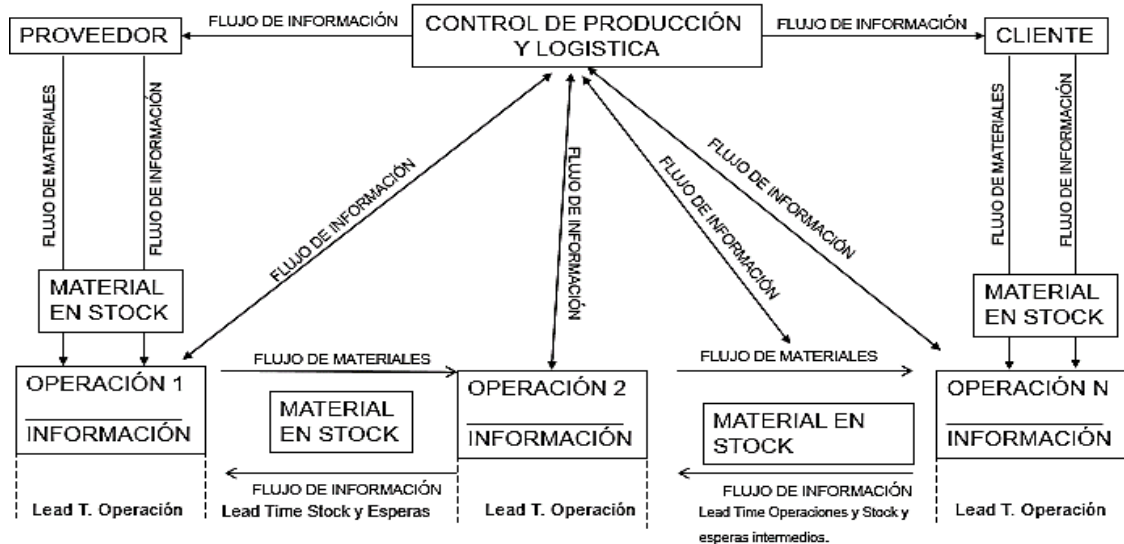 FLUJO DE INFORMACIÓN
CONTROL DE PRODUCCIÓN
Y LOGISTICA
FLUJO DE INFORMACIÓN
PROVEEDOR
CLIENTE
FLUJO DE MATERIALES
FLUJO DE INFORMACIÓN
FLUJO DE INFORMACIÓN
FLUJO DE INFORMACIÓN
FLUJO DE INFORMACIÓN
FLUJO DE INFORMACIÓN
FLUJO DE MATERIALES
FLUJO DE INFORMACIÓN
MATERIAL
EN STOCK
MATERIAL
EN STOCK
FLUJO DE MATERIALES
FLUJO DE MATERIALES
OPERACIÓN 1
INFORMACIÓN
MATERIAL
EN STOCK
OPERACIÓN 2
INFORMACIÓN
MATERIAL EN
STOCK
OPERACIÓN N
INFORMACIÓN
FLUJO DE INFORMACIÓN
FLUJO DE INFORMACIÓN
Lead T. Operación
Lead Time Stock y Esperas
Lead T. Operación
Lead Time Operaciones y Stock y
esperas intermedios.
Lead T. Operación